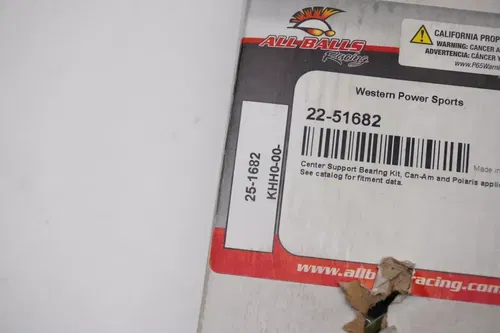 ALL BALLS
Racing
CALIFORNIA PROP
WARNING: CANCER A
ADVERTENCIA: CÁNCER Y
www.P65Warni
Western Power Sports
22-51682
Made in
Center Support Bearing Kit, Can-Am and Polaris applic
See catalog for fitment data.
25-1682
KHH0-00-
www.allb racing.com